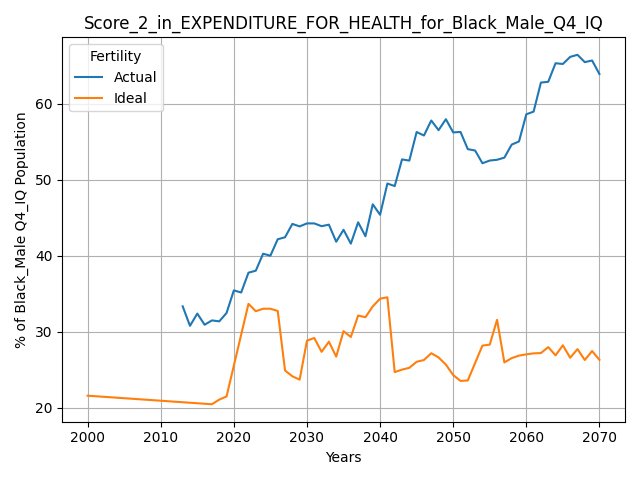 Score_2_in_EXPENDITURE_FOR_HEALTH_for_Black_Male_Q4_IQ
Fertility
Actual
Ideal
% of Black_Male Q4_IQ Population
60
50
40
30
20
2000 2010 2020 2030 2040 2050 2060 2070
Years